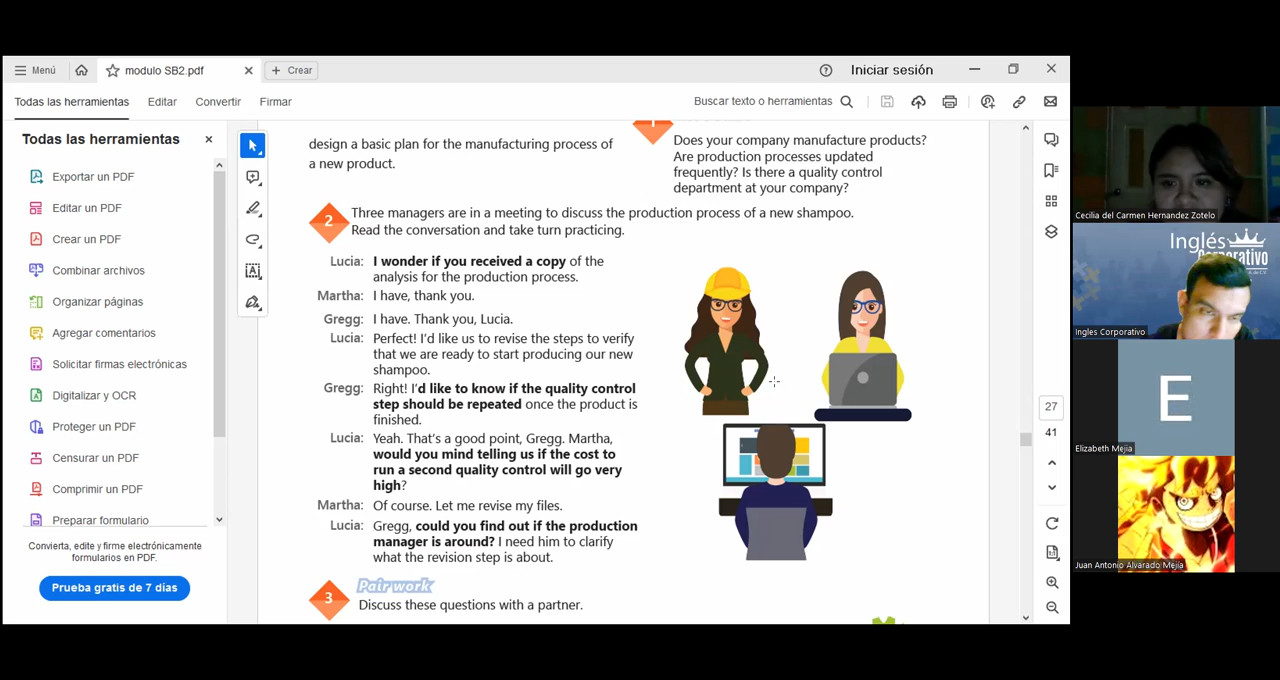 Menú
modulo SB2.pdf
Crear
Iniciar sesión
Todas las herramientas
Editar
Convertir
Firmar
Buscar texto o herramientas
Todas las herramientas
Exportar un PDF
Editar un PDF
Crear un PDF
Combinar archivos
Organizar páginas
Agregar comentarios
Solicitar firmas electrónicas
Digitalizar y OCR
Proteger un PDF
Censurar un PDF
Comprimir un PDF
Preparar formulario
Convierta, edite y firme electrónicamente
formularios en PDF.
Prueba gratis de 7 días
design a basic plan for the manufacturing process of
a new product.
1
Does your company manufacture products?
Are production processes updated
frequently? Is there a quality control
department at your company?
2
Three managers are in a meeting to discuss the production process of a new shampoo.
Read the conversation and take turn practicing.
Lucia: I wonder if you received a copy of the
analysis for the production process.
Martha: I have, thank you.
Gregg: I have. Thank you, Lucia.
Lucia: Perfect! I'd like us to revise the steps to verify
that we are ready to start producing our new
shampoo.
Gregg: Right! I'd like to know if the quality control
step should be repeated once the product is
finished.
Lucia: Yeah. That's a good point, Gregg. Martha,
would you mind telling us if the cost to
run a second quality control will go very
high?
Martha: Of course. Let me revise my files.
Lucia: Gregg, could you find out if the production
manager is around? I need him to clarify
what the revision step is about.
3
Pair work
Discuss these questions with a partner.
27
41
Cecilia del Carmen Hernandez Zotelo
Inglés
Corporativo
A. de C.V.
Ingles Corporativo
E
Elizabeth Mejia
Juan Antonio Alvarado Mejía